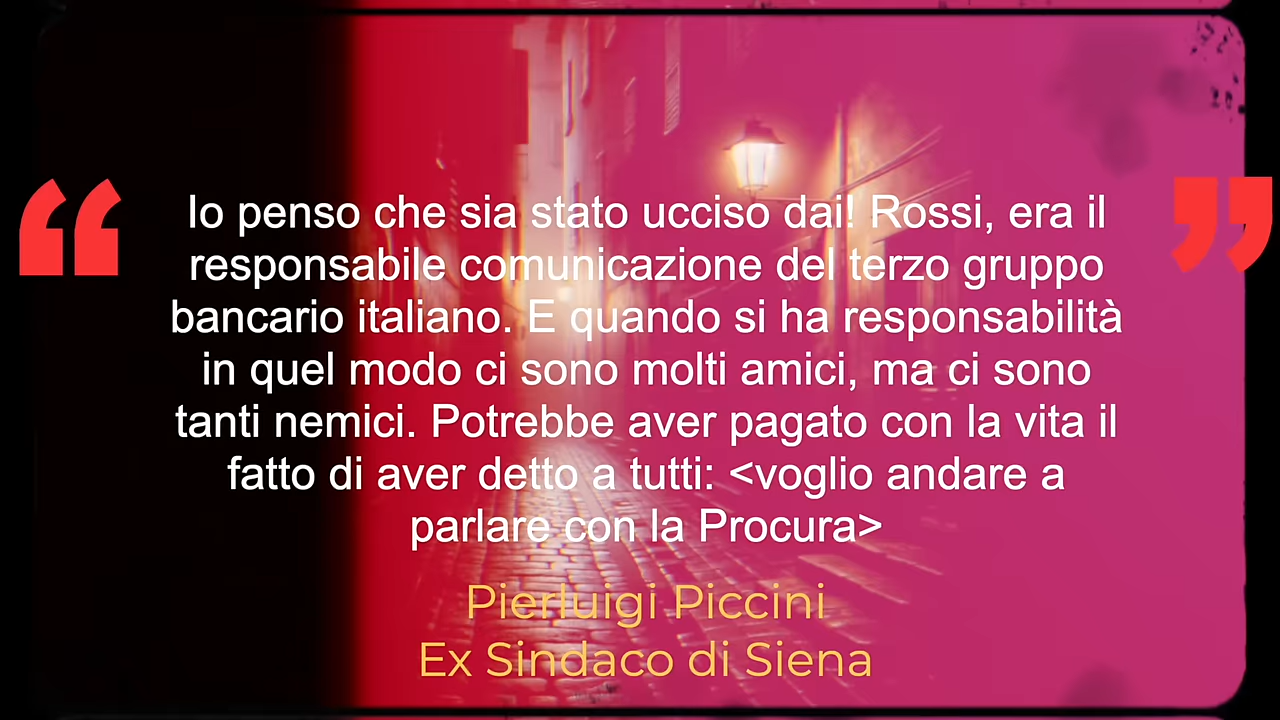 “ ”
Io penso che sia stato ucciso dai! Rossi, era il
responsabile comunicazione del terzo gruppo
bancario italiano. E quando si ha responsabilità
in quel modo ci sono molti amici, ma ci sono
tanti nemici. Potrebbe aver pagato con la vita il
fatto di aver detto a tutti: <voglio andare a
parlare con la Procura>
Pierluigi Piccini
Ex Sindaco di Siena